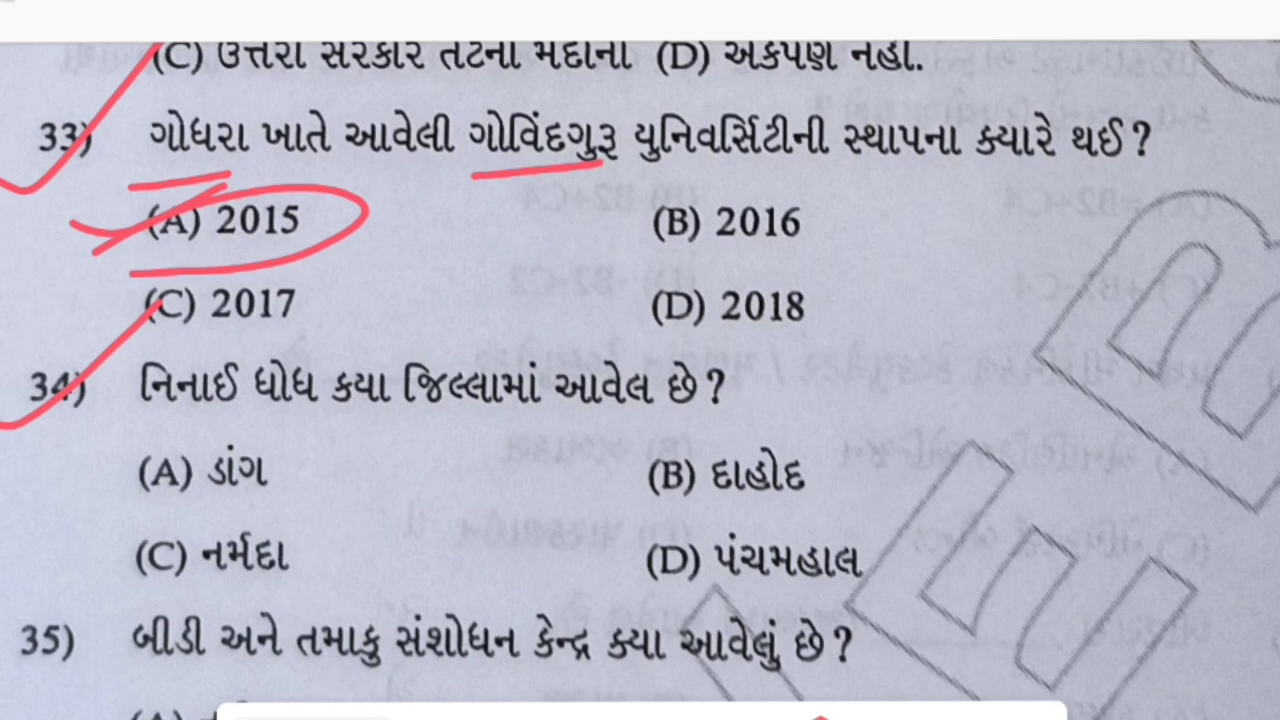 (C) ઉત્તરી સરકાર તટના મેદાની (D) એકપણ નહી.
33) ગોધરા ખાતે આવેલી ગોવિંદગુરુ યુનિવર્સિટીની સ્થાપના ક્યારે થઈ?
(A) 2015 (B) 2016
(C) 2017 (D) 2018
34) નિનાઈ ધોધ કયા જિલ્લામાં આવેલ છે?
(A) ડાંગ (B) દાહોદ
(C) નર્મદા (D) પંચમહાલ
35) બીડી અને તમાકુ સંશોધન કેન્દ્ર ક્યા આવેલું છે?